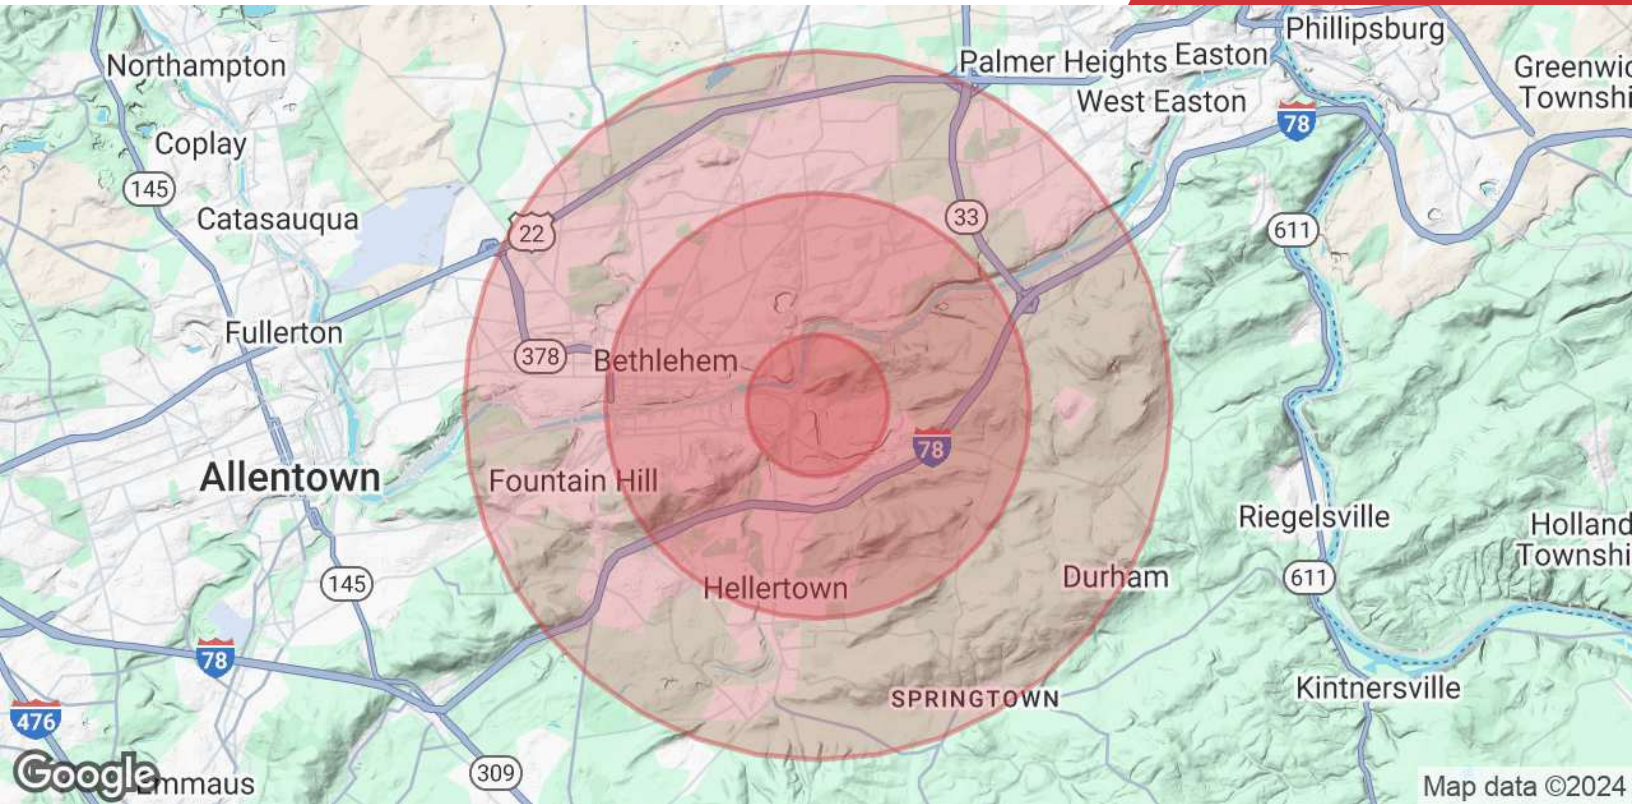 Phillipsburg
Northampton
Palmer Heights
Easton
Greenwic
Townshi
West Easton
78
Coplay
145
Catasauqua
22
33
611
Fullerton
378
Bethlehem
78
Allentown
Fountain Hill
Riegelsville
Holland
Townshi
145
Hellertown
Durham
611
78
SPRINGTOWN
Kintnersville
476
309
Google
Emmaus
Map data ©2024